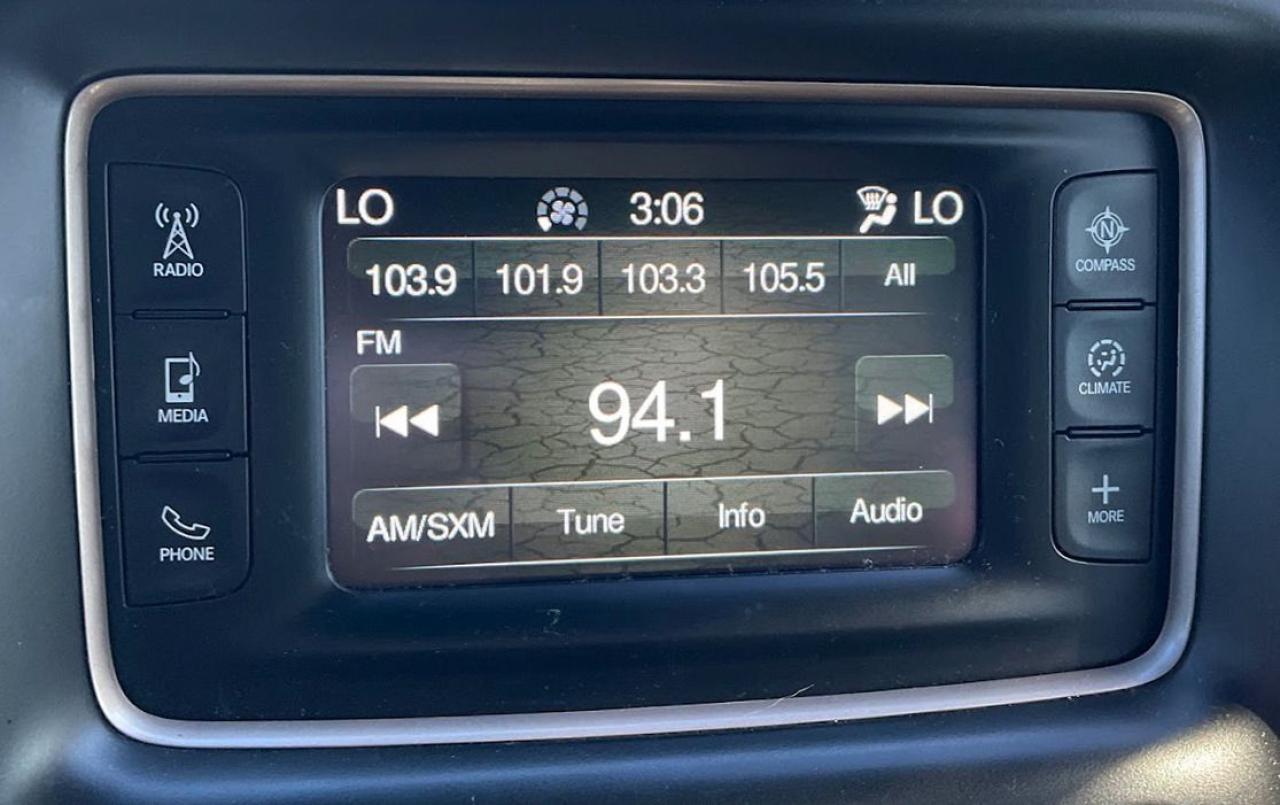 LO 3:06 LO
103.9 101.9 103.3 105.5 All
FM
94.1
AM/SXM Tune Info Audio
RADIO
MEDIA
PHONE
N
COMPASS
CLIMATE
MORE